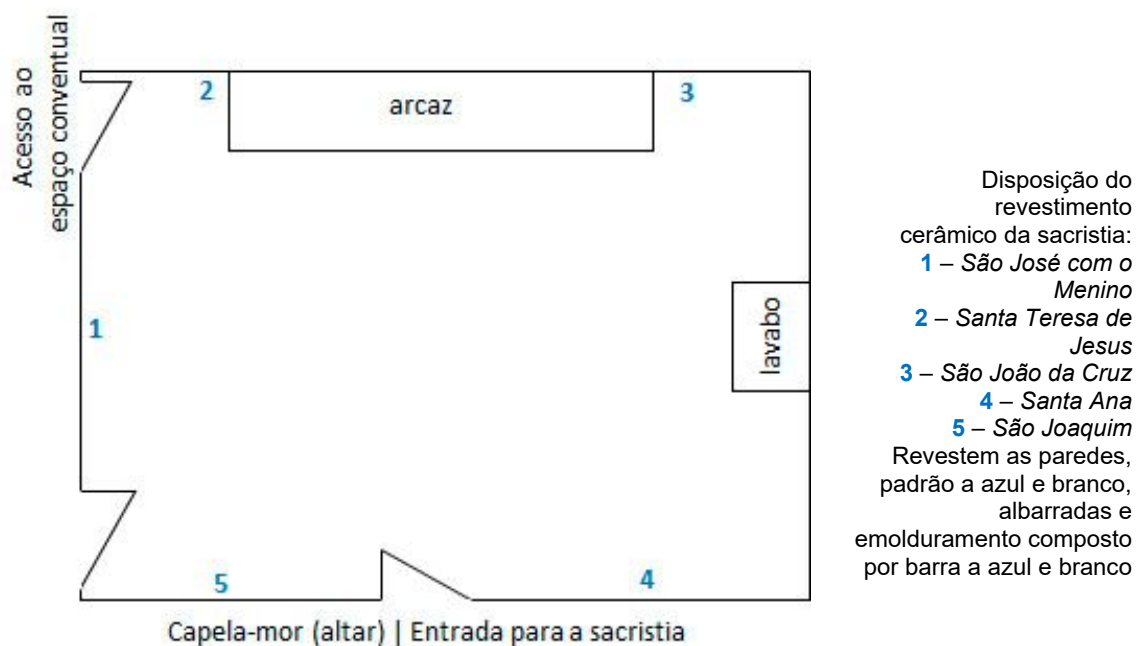 Acesso ao
espaço conventual
2
arcaz
3
1
lavabo
5
4
Capela-mor (altar) | Entrada para a sacristia
Disposição do
revestimento
cerâmico da sacristia:
1 – São José com o
Menino
2 – Santa Teresa de
Jesus
3 – São João da Cruz
4 – Santa Ana
5 – São Joaquim
Revestem as paredes,
padrão a azul e branco,
albarradas e
emolduramento composto
por barra a azul e branco